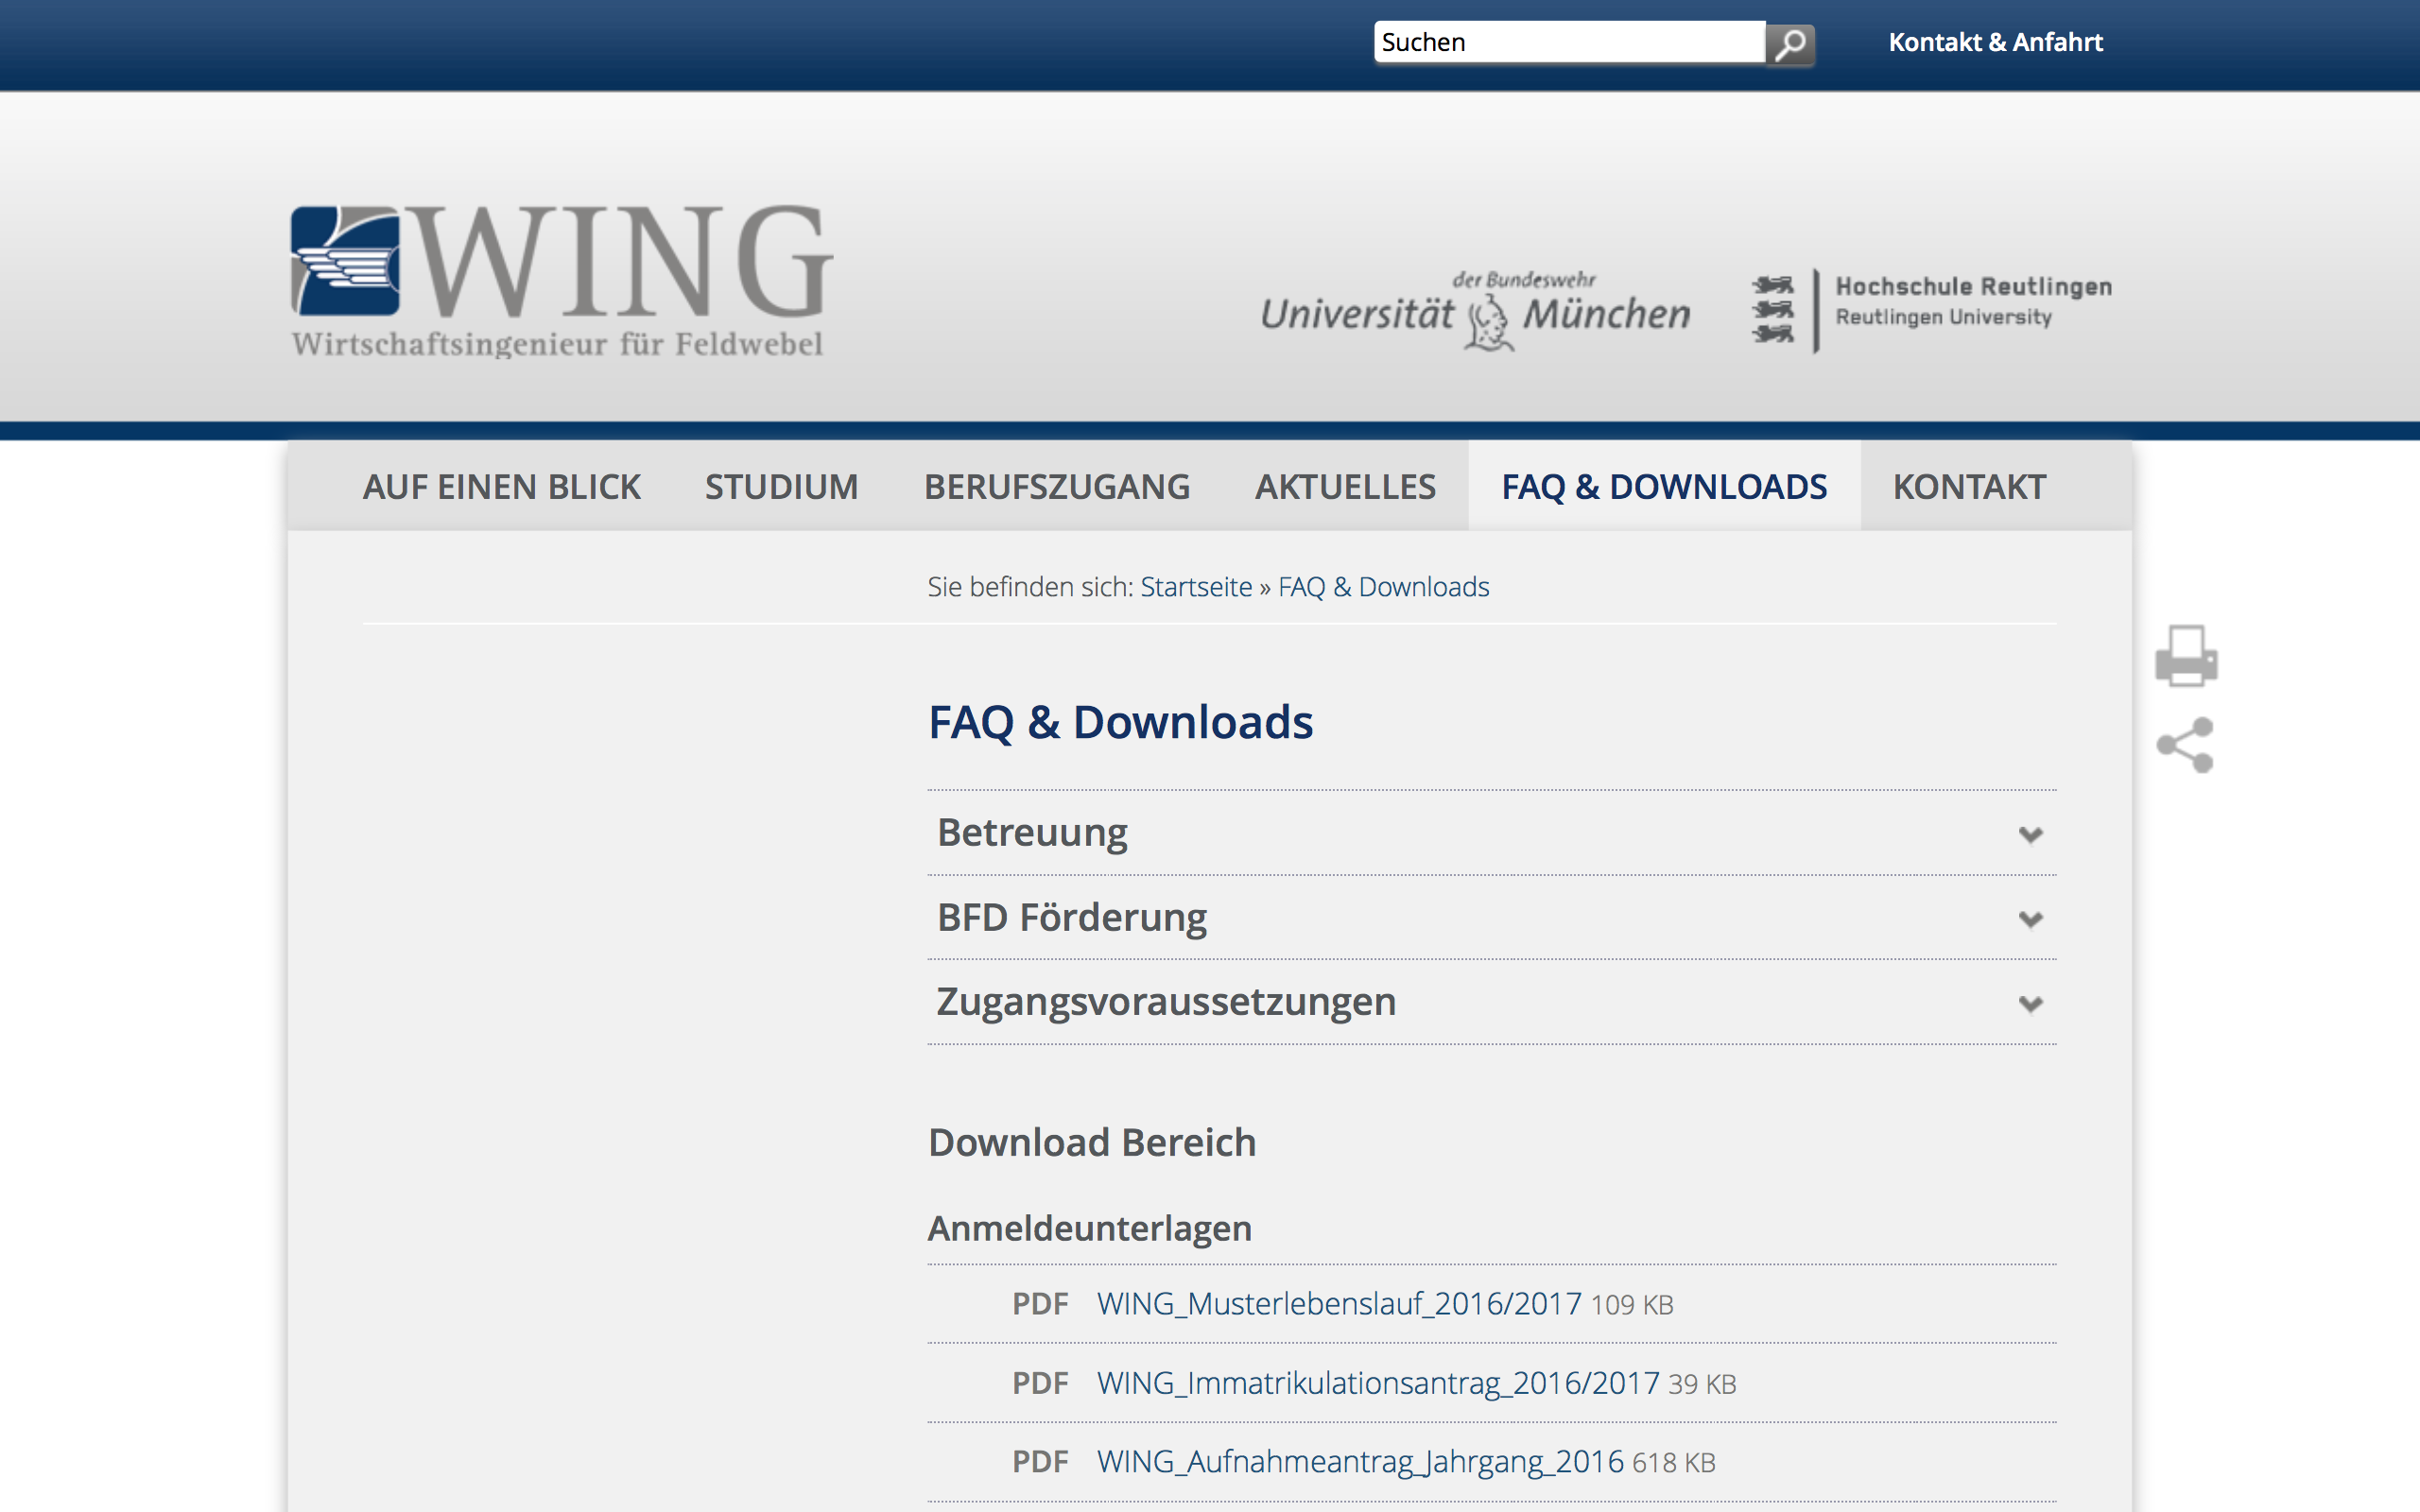 Suchen
Kontakt & Anfahrt
WING
Wirtschaftsingenieur für Feldwebel
der Bundeswehr
Universität München
Hochschule Reutlingen
Reutlingen University
AUF EINEN BLICK STUDIUM BERUFSZUGANG AKTUELLES FAQ & DOWNLOADS KONTAKT
Sie befinden sich: Startseite » FAQ & Downloads
FAQ & Downloads
Betreuung
BFD Förderung
Zugangsvoraussetzungen
Download Bereich
Anmeldeunterlagen
PDF WING_Musterlebenslauf_2016/2017 109 KB
PDF WING_Immatrikulationsantrag_2016/2017 39 KB
PDF WING_Aufnahmeantrag_Jahrgang_2016 618 KB